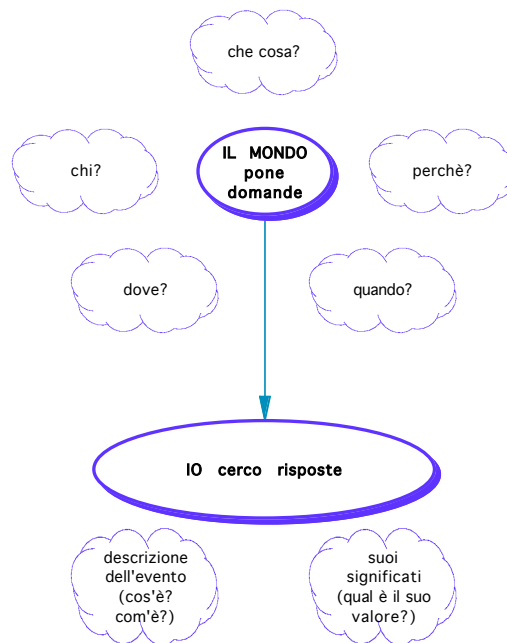 che cosa?
IL MONDO
pone
domande
chi?
perchè?
dove?
quando?
IO cerco risposte
descrizione
dell'evento
(cos'è?
com'è?)
suoi
significati
(qual è il suo
valore?)